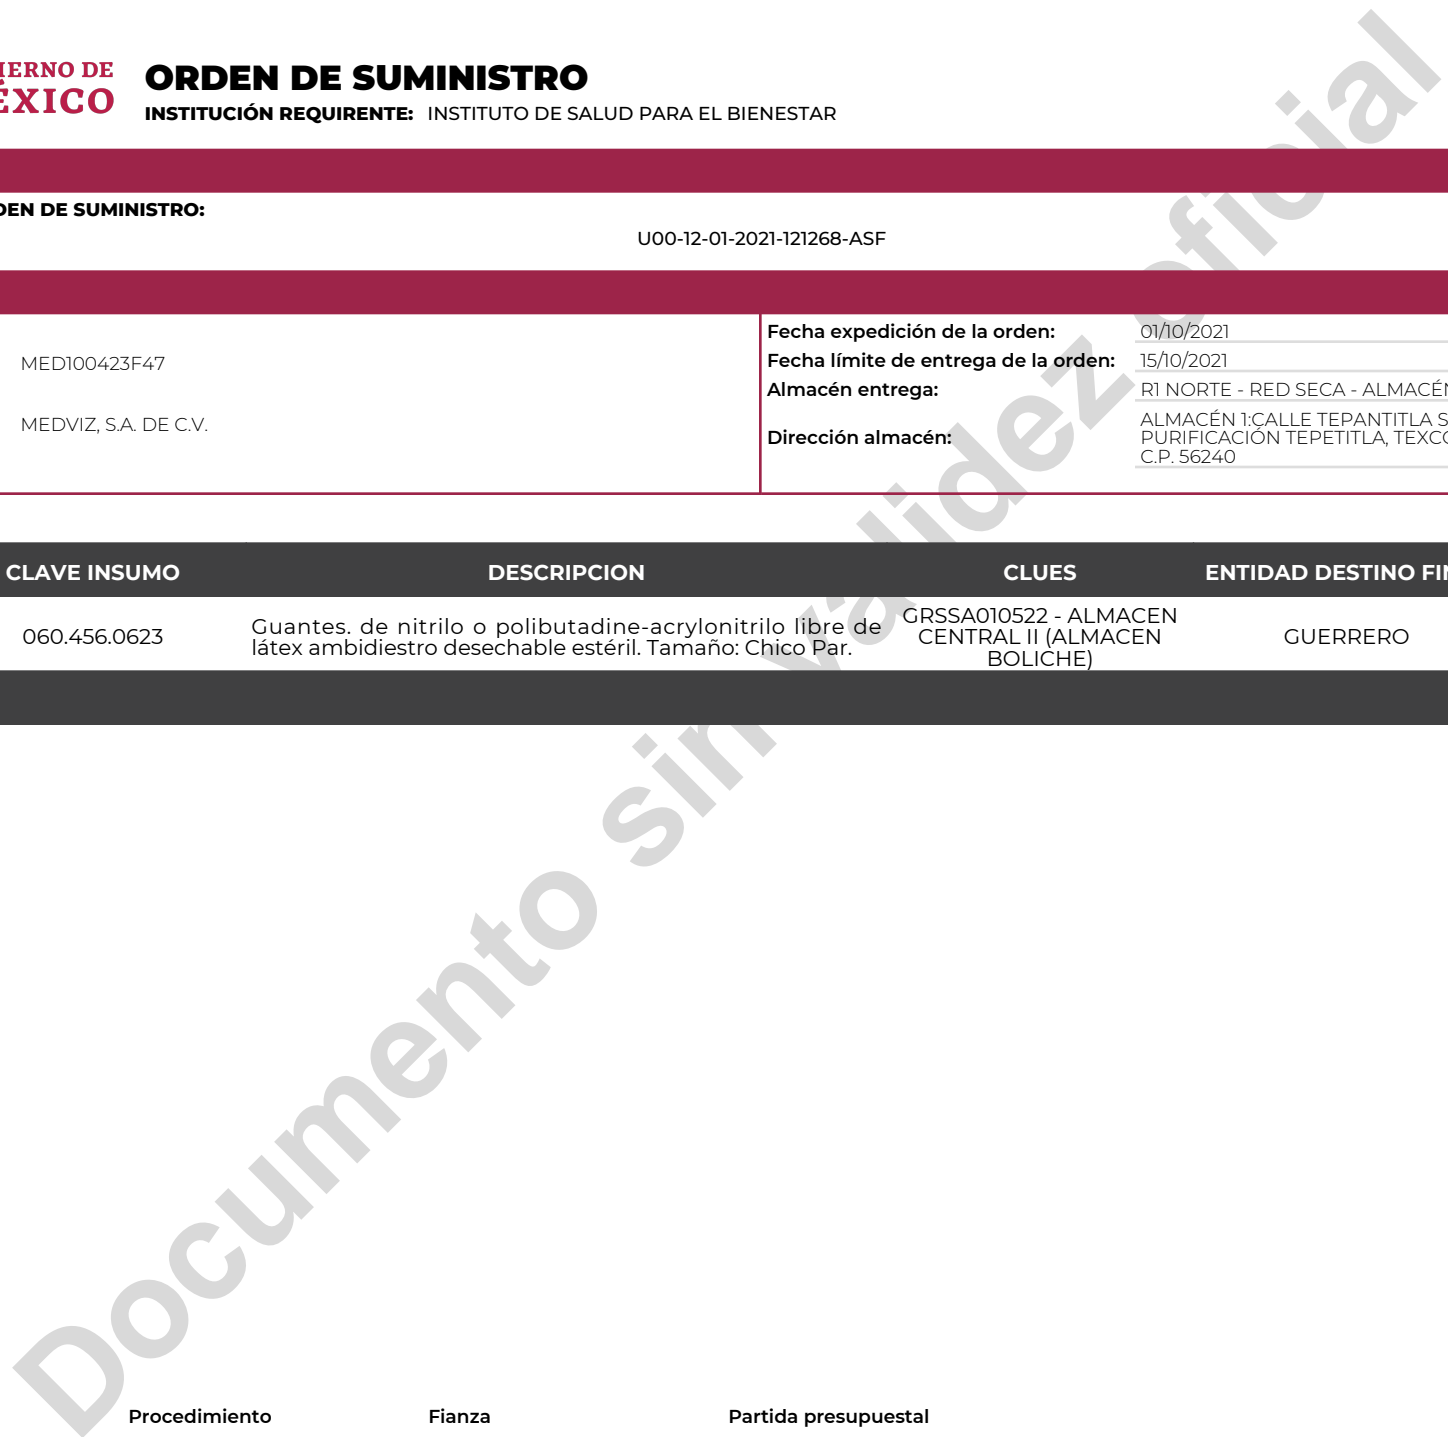 IERNO DE
ÉXICO
ORDEN DE SUMINISTRO
INSTITUCIÓN REQUIRENTE: INSTITUTO DE SALUD PARA EL BIENESTAR
DEN DE SUMINISTRO:
U00-12-01-2021-121268-ASF
MED100423F47
MEDVIZ, S.A. DE C.V.
Fecha expedición de la orden: 01/10/2021
Fecha límite de entrega de la orden: 15/10/2021
Almacén entrega: R1 NORTE - RED SECA - ALMACÉN
Dirección almacén: ALMACÉN 1:CALLE TEPANTITLA S
PURIFICACIÓN TEPETITLA, TEXCO
C.P. 56240
CLAVE INSUMO DESCRIPCION CLUES ENTIDAD DESTINO FIN
060.456.0623
Guantes. de nitrilo o polibutadine-acrylonitrilo libre de
látex ambidiestro desechable estéril. Tamaño: Chico Par.
GRSSA010522 - ALMACEN
CENTRAL II (ALMACEN
BOLICHE)
GUERRERO
Documento sin validez oficial
Procedimiento Fianza Partida presupuestal